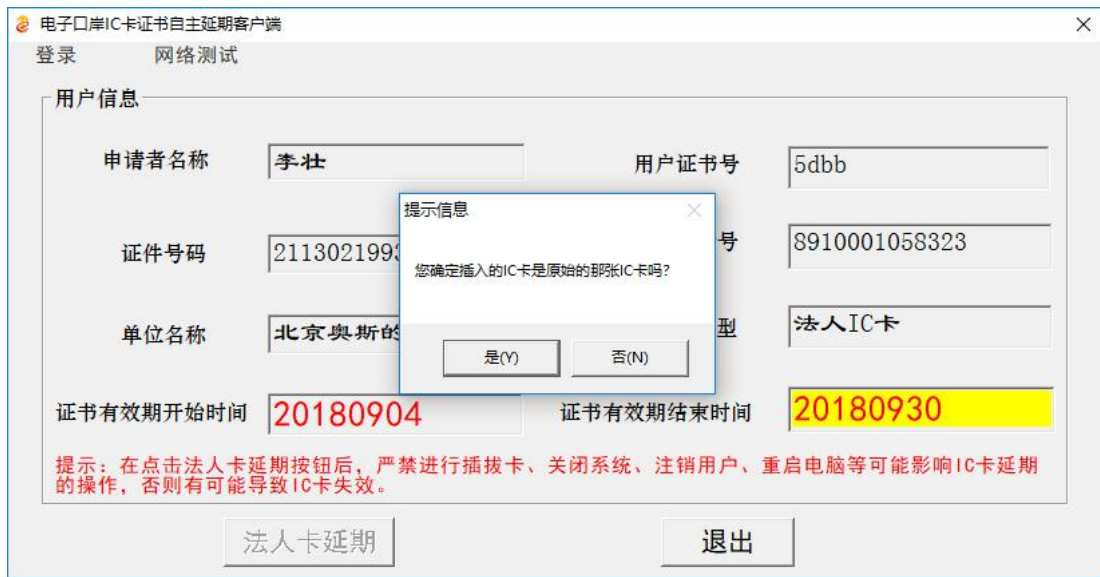 电子口岸IC卡证书自主延期客户端
登录 网络测试
用户信息
申请者名称 李壮 用户证书号 5dbb
提示信息
证件号码 2113021993 号 8910001058323
您确定插入的IC卡是原始的那张IC卡吗?
单位名称 北京奥斯的 型 法人IC卡
是(Y) 否(N)
证书有效期开始时间 20180904 证书有效期结束时间 20180930
提示：在点击法人卡延期按钮后，严禁进行插拔卡、关闭系统、注销用户、重启电脑等可能影响IC卡延期
的操作，否则有可能导致IC卡失效。
法人卡延期 退出